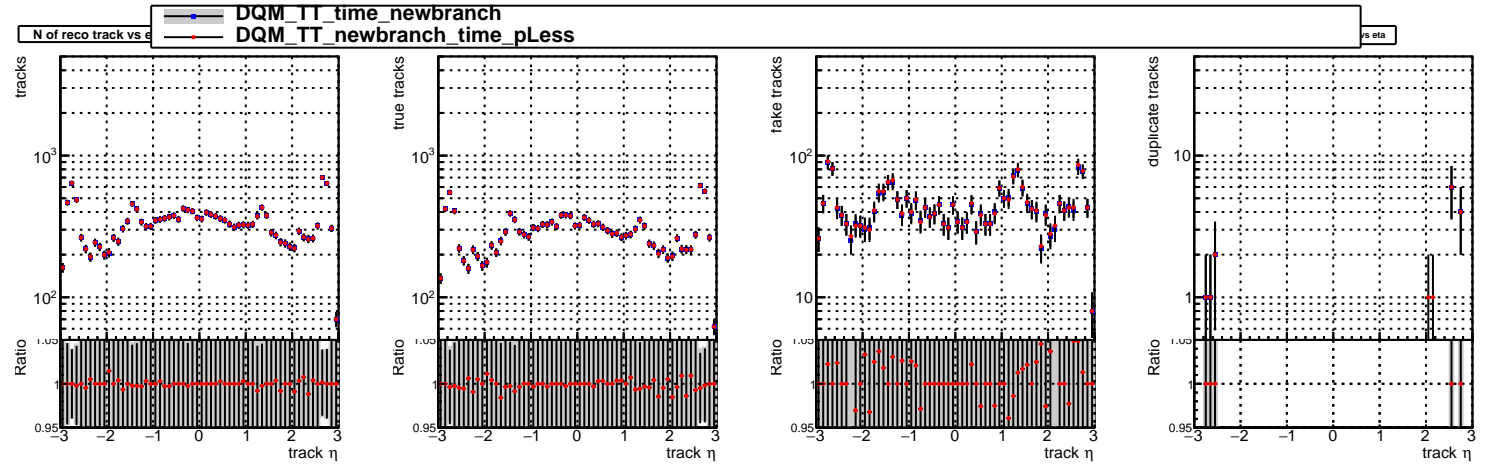 DQM_TT_time_newbranch
DQM_TT_newbranch_time_pLess
N of reco track vs e
vs eta
tracks
10³
10²
Ratio
1.05
1
0.95
−3 −2 −1 0 1 2 3
track η
true tracks
10³
10²
Ratio
1.05
1
0.95
−3 −2 −1 0 1 2 3
track η
fake tracks
10²
10
Ratio
1.05
1
0.95
−3 −2 −1 0 1 2 3
track η
duplicate tracks
10
1
Ratio
1.05
1
0.95
−3 −2 −1 0 1 2 3
track η